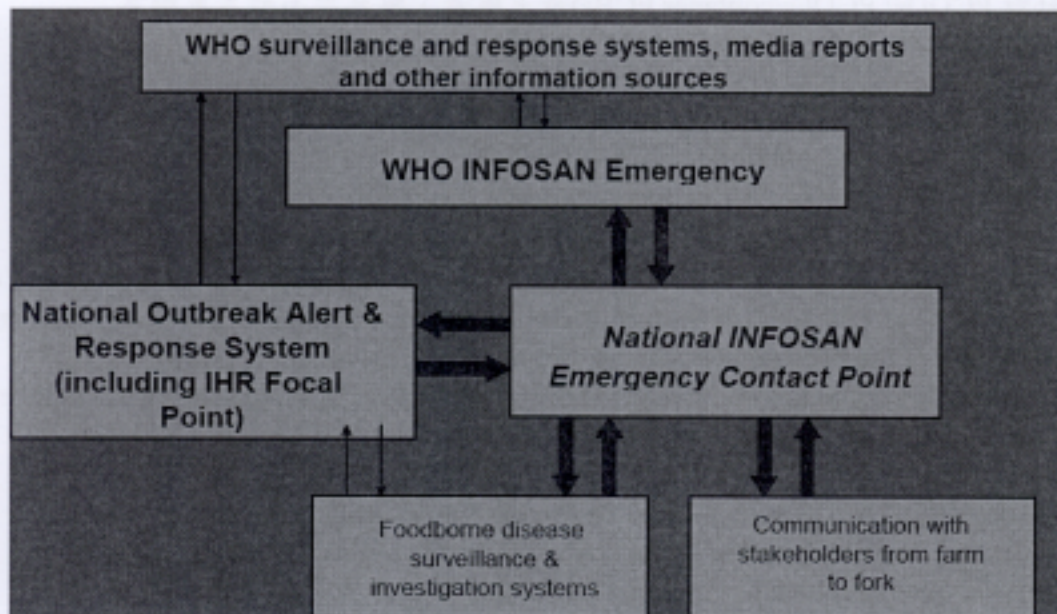 WHO surveillance and response systems, media reports
and other information sources
WHO INFOSAN Emergency
National Outbreak Alert &
Response System
(including IHR Focal
Point)
National INFOSAN
Emergency Contact Point
Foodborne disease
surveillance &
investigation systems
Communication with
stakeholders from farm
to fork